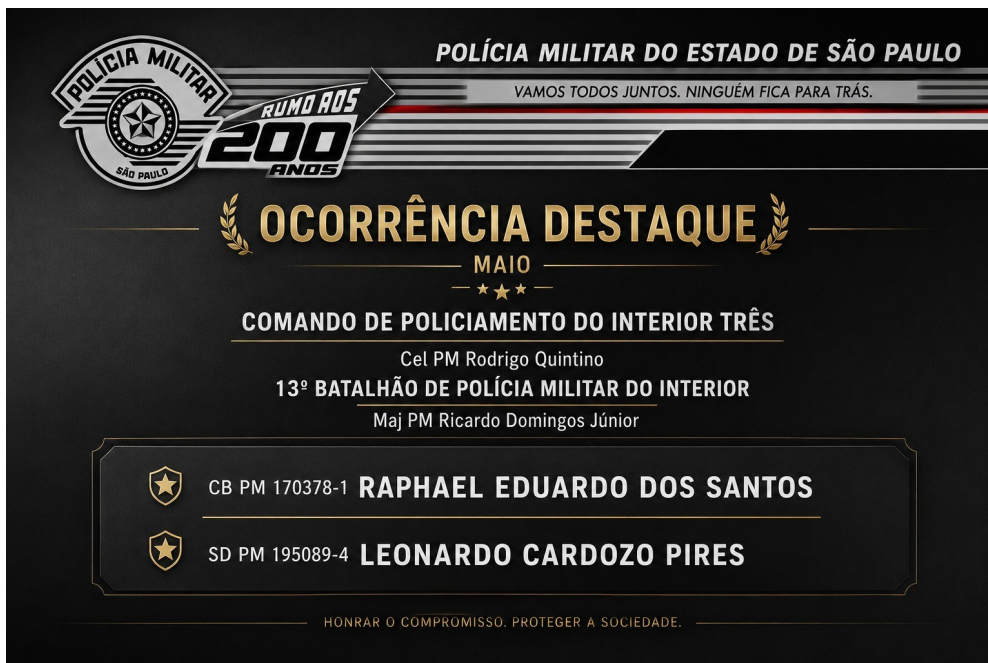 POLÍCIA MILITAR
SÃO PAULO
RUMO AOS
200
ANOS
POLÍCIA MILITAR DO ESTADO DE SÃO PAULO
VAMOS TODOS JUNTOS. NINGUÉM FICA PARA TRÁS.
OCORRÊNCIA DESTAQUE
MAIO
COMANDO DE POLICIAMENTO DO INTERIOR TRÊS
Cel PM Rodrigo Quintino
13º BATALHÃO DE POLÍCIA MILITAR DO INTERIOR
Maj PM Ricardo Domingos Júnior
CB PM 170378-1 RAPHAEL EDUARDO DOS SANTOS
SD PM 195089-4 LEONARDO CARDOZO PIRES
HONRAR O COMPROMISSO. PROTEGER A SOCIEDADE.